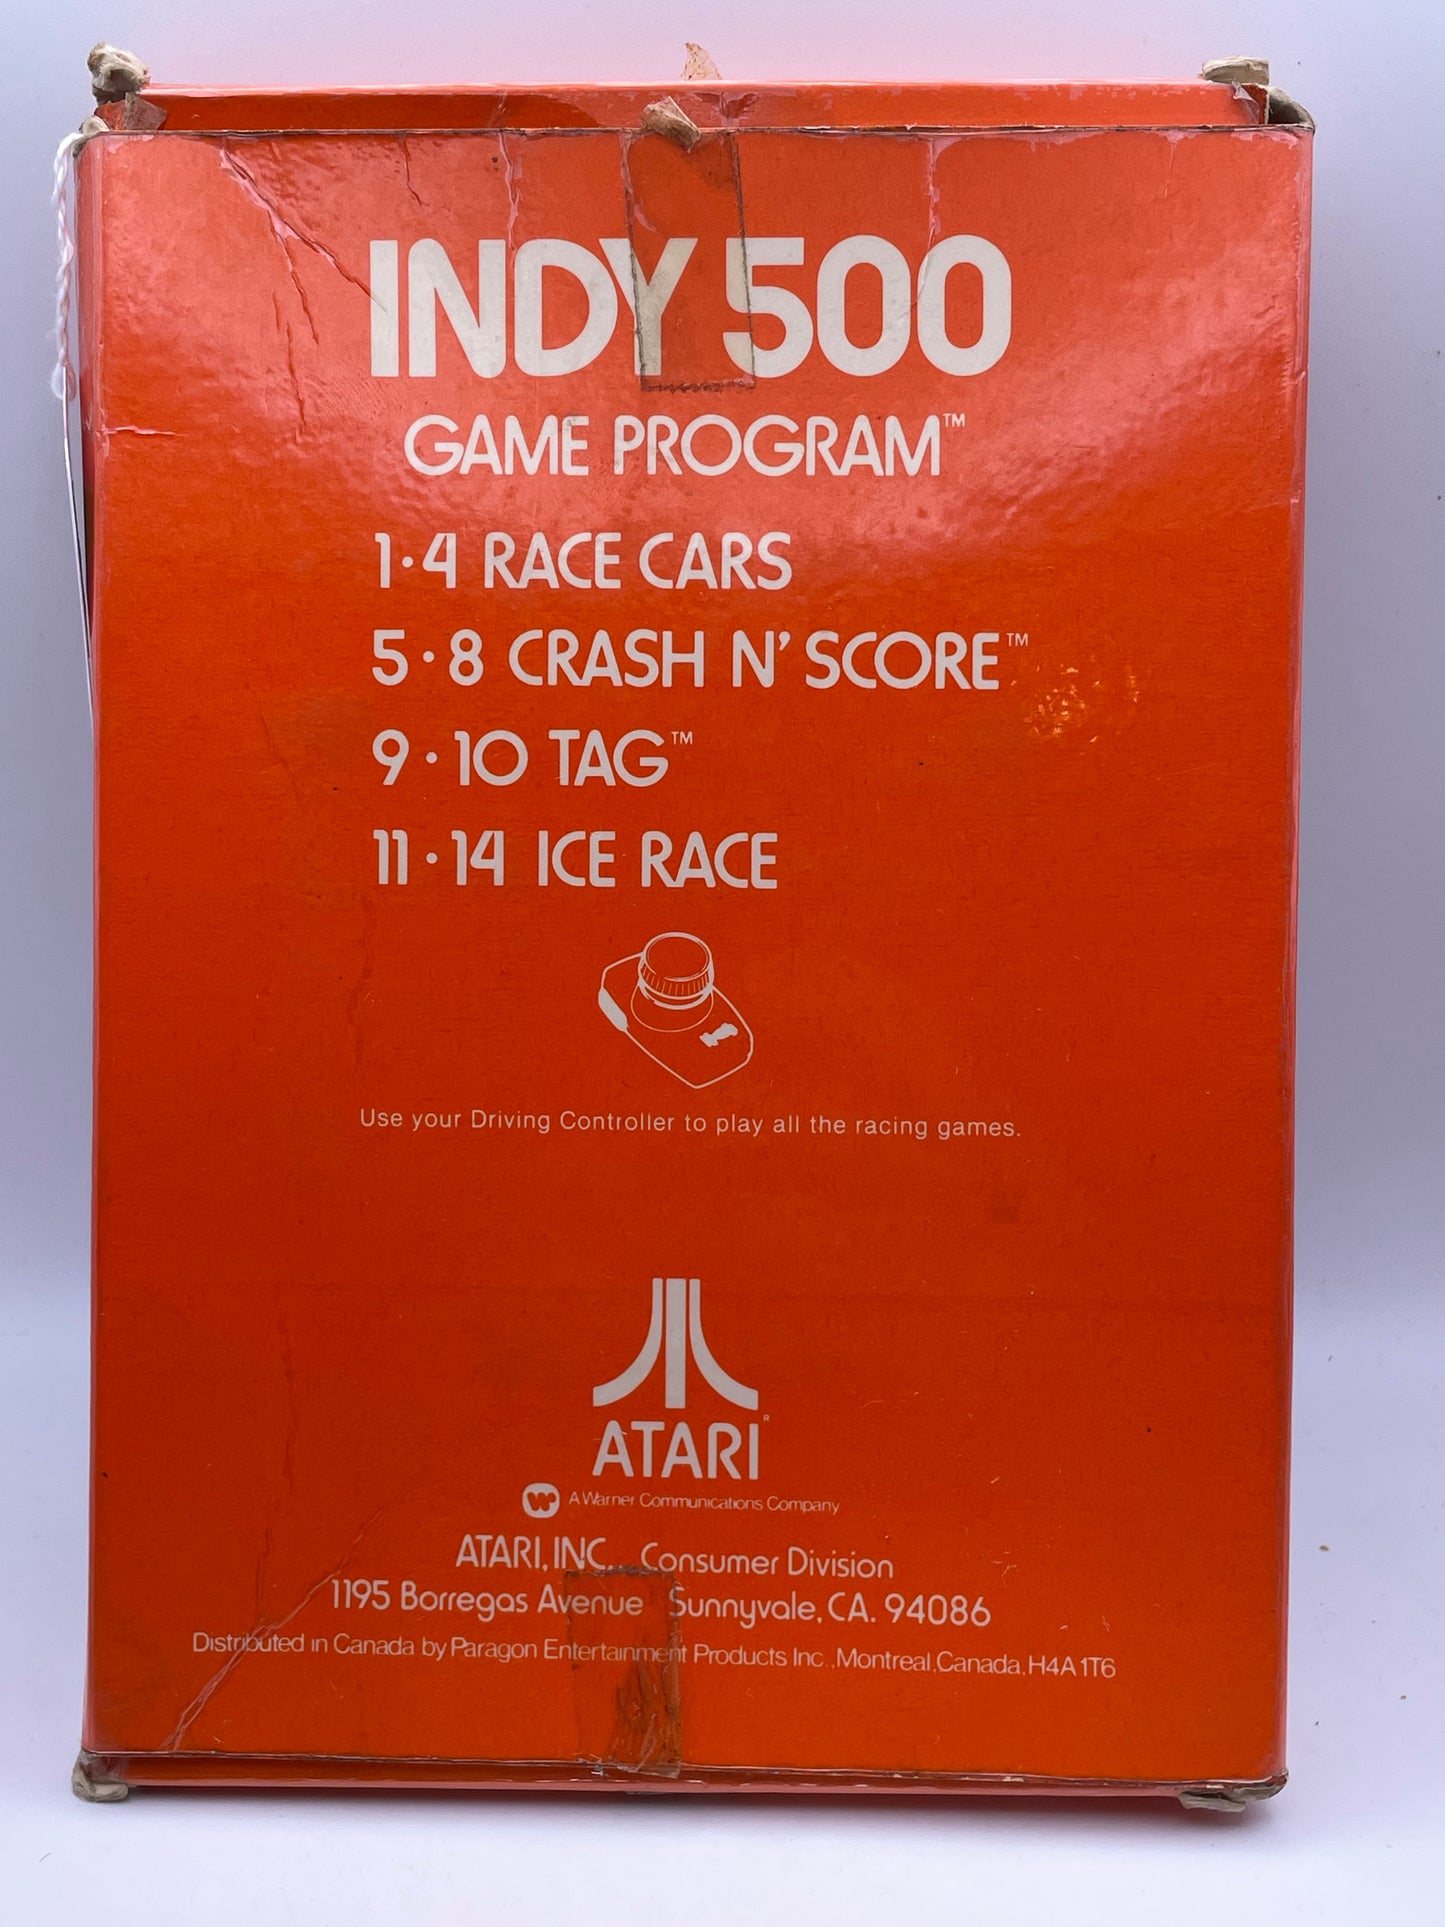 INDY 500
GAME PROGRAM™
1·4 RACE CARS
5·8 CRASH N' SCORE™
9·10 TAG™
11·14 ICE RACE
Use your Driving Controller to play all the racing games.
ATARI®
A Warner Communications Company
ATARI, INC., Consumer Division
1195 Borregas Avenue Sunnyvale, CA. 94086
Distributed in Canada by Paragon Entertainment Products Inc., Montreal, Canada, H4A 1T6